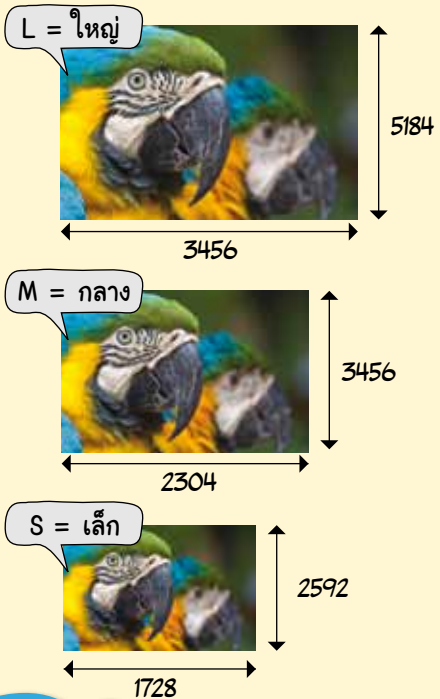 L = ใหญ่
5184
3456
M = กลาง
3456
2304
S = เล็ก
2592
1728